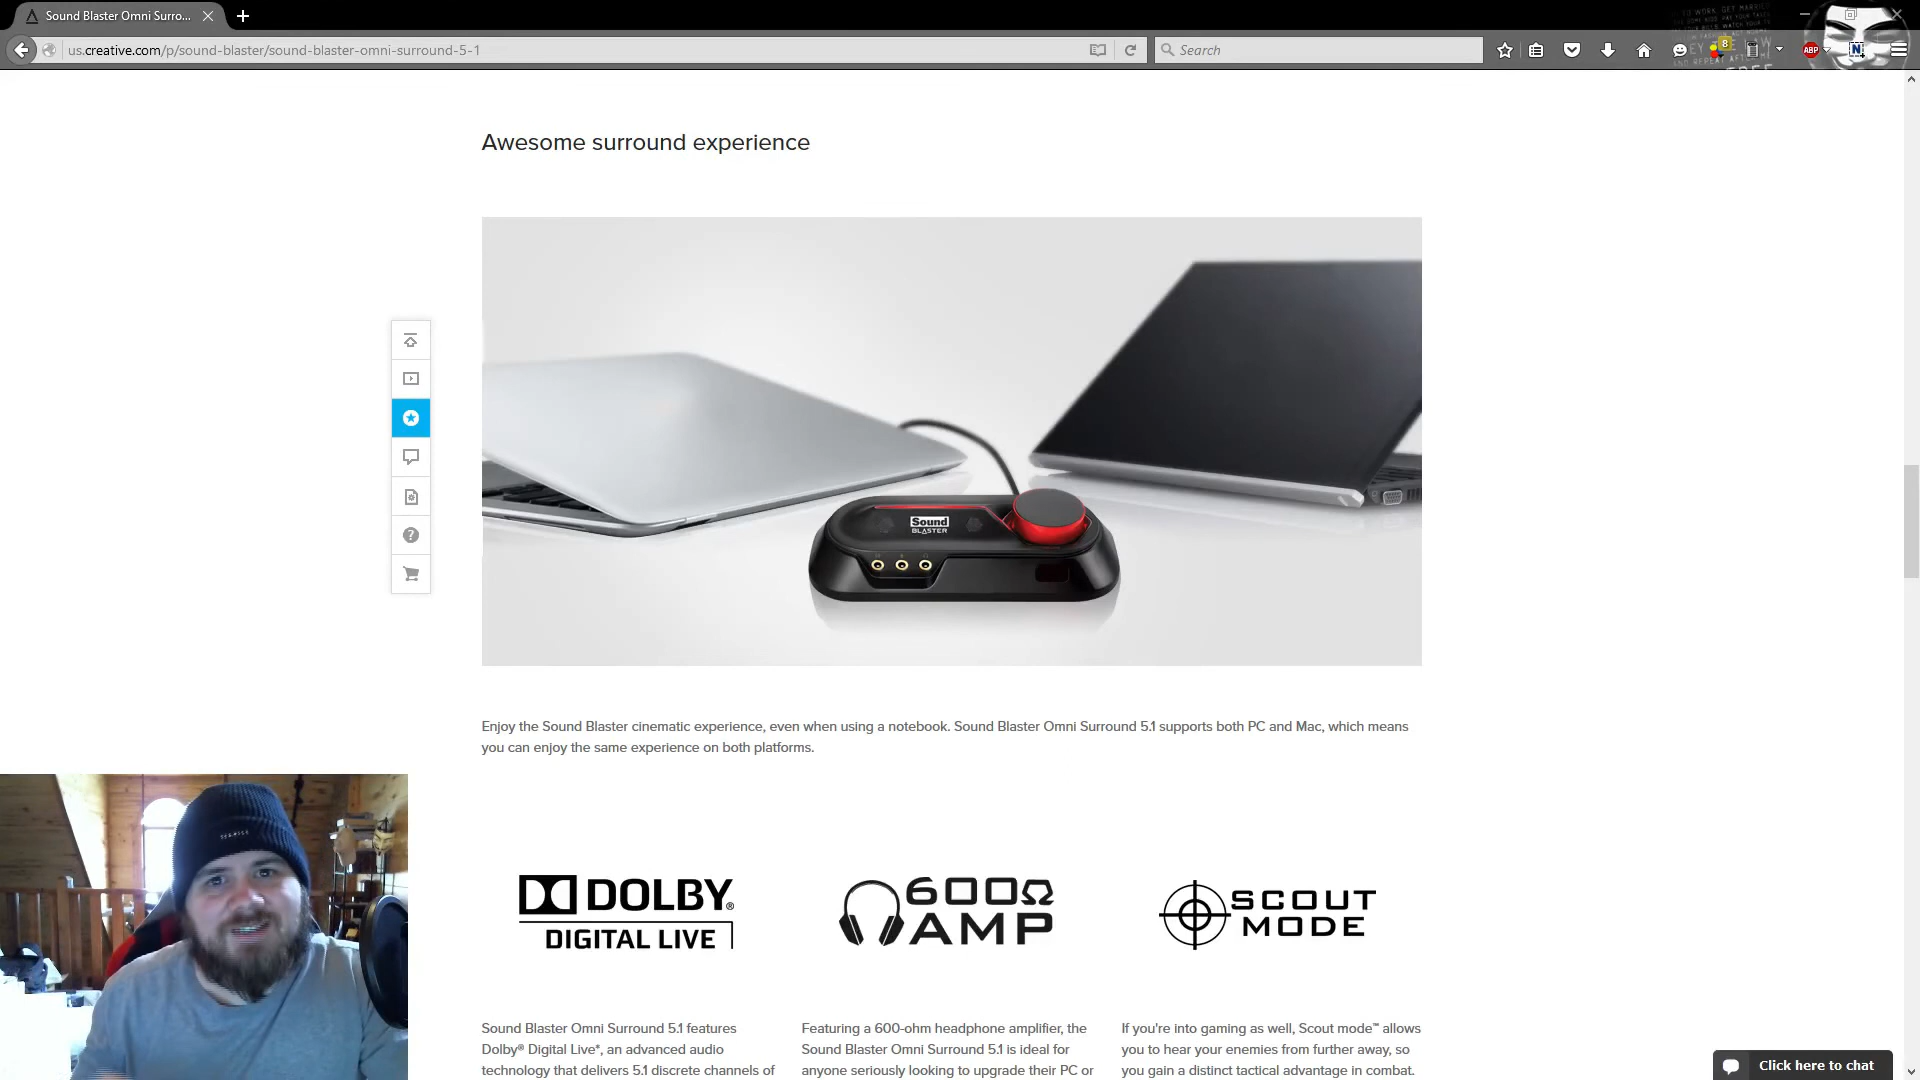 Sound Blaster Omni Surro...
us.creative.com/p/sound-blaster/sound-blaster-omni-surround-5-1
Search
8
ABP
N
Awesome surround experience
Sound
BLASTER
Enjoy the Sound Blaster cinematic experience, even when using a notebook. Sound Blaster Omni Surround 5.1 supports both PC and Mac, which means
you can enjoy the same experience on both platforms.
DOLBY®
DIGITAL LIVE
600Ω
AMP
SCOUT
MODE
Sound Blaster Omni Surround 5.1 features
Dolby® Digital Live*, an advanced audio
technology that delivers 5.1 discrete channels of
Featuring a 600-ohm headphone amplifier, the
Sound Blaster Omni Surround 5.1 is ideal for
anyone seriously looking to upgrade their PC or
If you're into gaming as well, Scout mode™ allows
you to hear your enemies from further away, so
you gain a distinct tactical advantage in combat.
Click here to chat